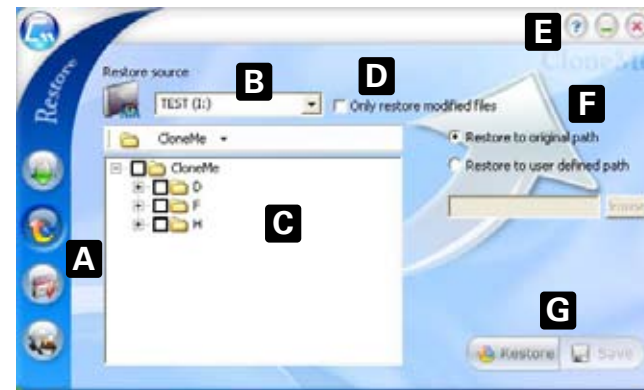 E
?
CloneMe
Restore
Restore source
B
D
TEST (I:)
Only restore modified files
F
CloneMe
Restore to original path
Restore to user defined path
CloneMe
D
F
H
C
A
G
Restore
Save